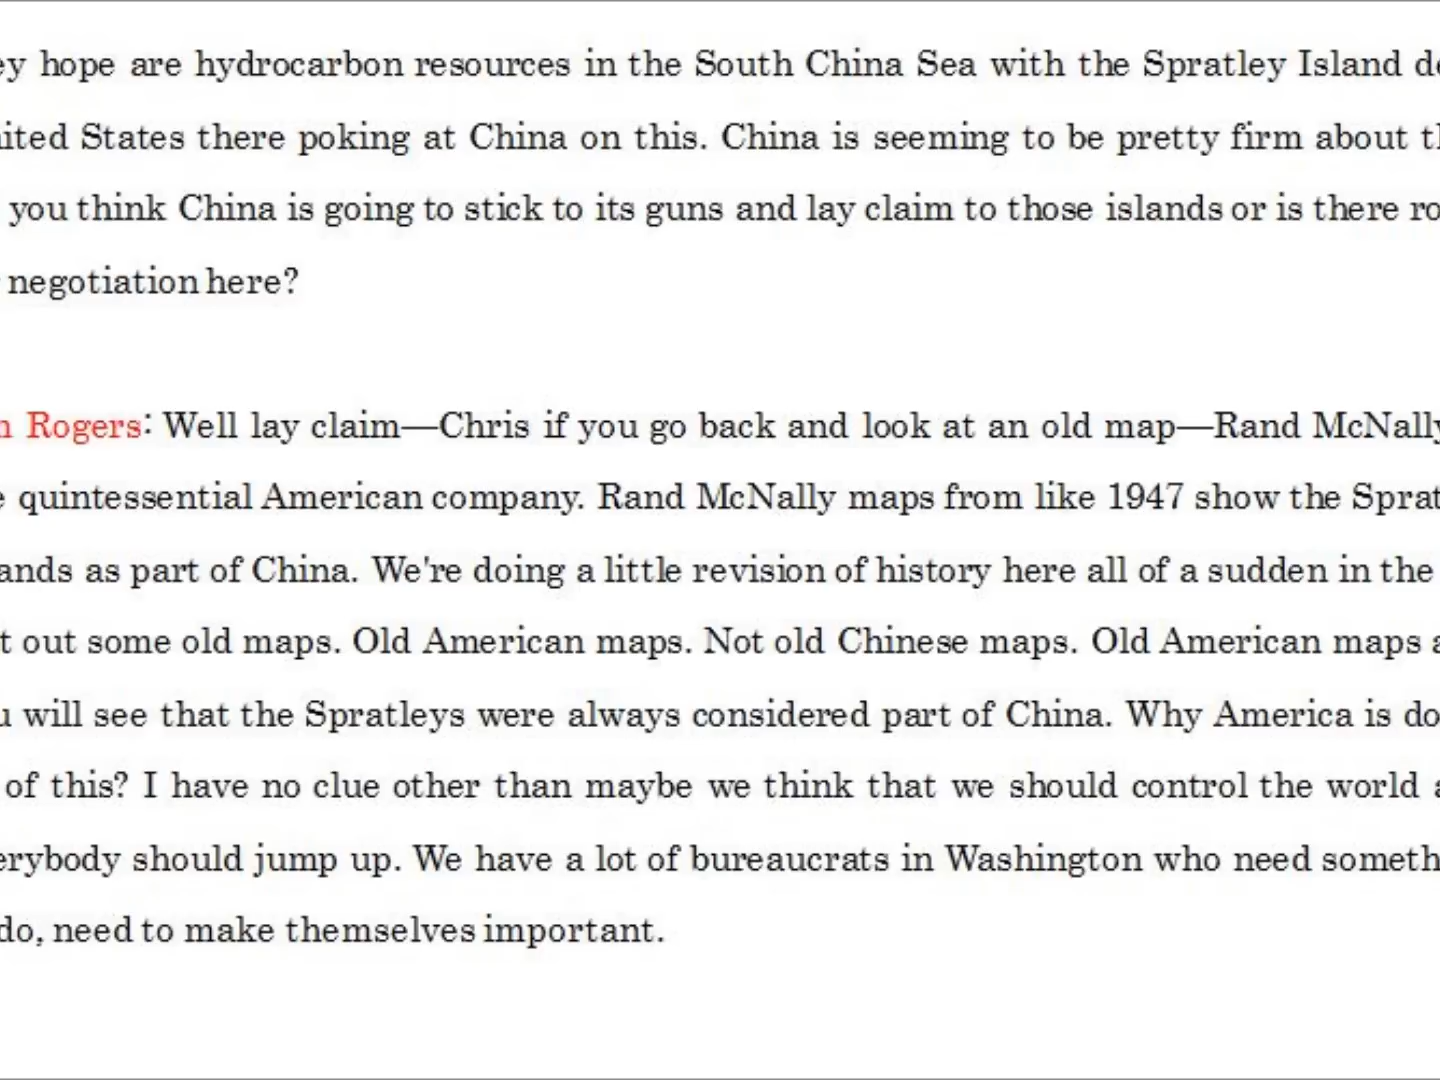 ey hope are hydrocarbon resources in the South China Sea with the Spratley Island de
nited States there poking at China on this. China is seeming to be pretty firm about th
you think China is going to stick to its guns and lay claim to those islands or is there ro
negotiation here?
n Rogers: Well lay claim—Chris if you go back and look at an old map—Rand McNally
e quintessential American company. Rand McNally maps from like 1947 show the Sprat
ands as part of China. We're doing a little revision of history here all of a sudden in the
t out some old maps. Old American maps. Not old Chinese maps. Old American maps a
u will see that the Spratleys were always considered part of China. Why America is do
of this? I have no clue other than maybe we think that we should control the world a
erybody should jump up. We have a lot of bureaucrats in Washington who need someth
do, need to make themselves important.